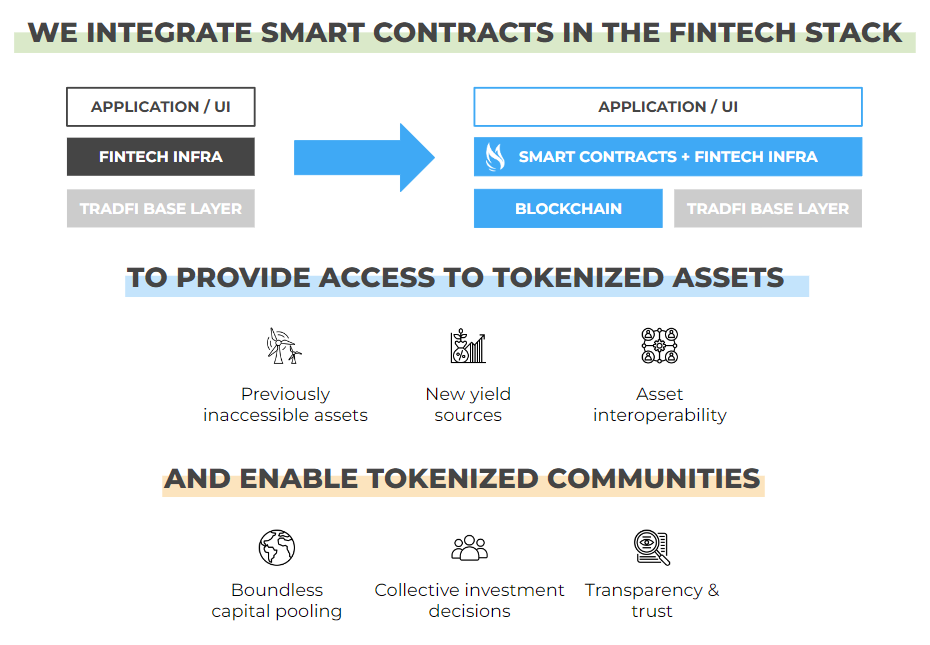 WE INTEGRATE SMART CONTRACTS IN THE FINTECH STACK
APPLICATION / UI
FINTECH INFRA
TRADFI BASE LAYER
APPLICATION / UI
SMART CONTRACTS + FINTECH INFRA
BLOCKCHAIN
TRADFI BASE LAYER
TO PROVIDE ACCESS TO TOKENIZED ASSETS
Previously
inaccessible assets
New yield
sources
Asset
interoperability
AND ENABLE TOKENIZED COMMUNITIES
Boundless
capital pooling
Collective investment
decisions
Transparency &
trust